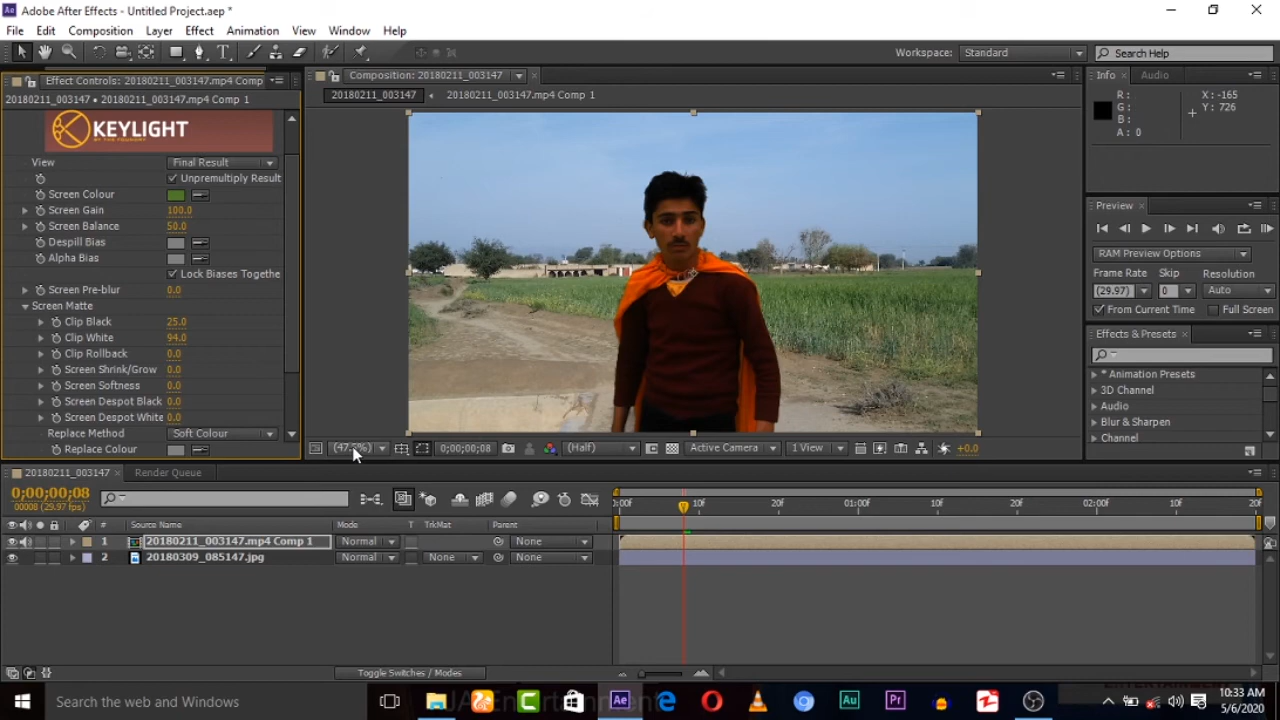 Adobe After Effects - Untitled Project.aep *
File Edit Composition Layer Effect Animation View Window Help
Workspace: Standard Search Help
Effect Controls: 20180211_003147.mp4 Comp
20180211_003147 • 20180211_003147.mp4 Comp 1
KEYLIGHT
BY THE FOUNDRY
View Final Result
Unpremultiply Result
Screen Colour
Screen Gain 100.0
Screen Balance 50.0
Despill Bias
Alpha Bias
Lock Biases Togethe
Screen Pre-blur 0.0
Screen Matte
Clip Black 25.0
Clip White 94.0
Clip Rollback 0.0
Screen Shrink/Grow 0.0
Screen Softness 0.0
Screen Despot Black 0.0
Screen Despot White 0.0
Replace Method Soft Colour
Replace Colour
Composition: 20180211_003147
20180211_003147 20180211_003147.mp4 Comp 1
(47.2%) 0;00;00;08 (Half) Active Camera 1 View +0.0
Info Audio
R : X : -165
G : Y : 726
B :
A : 0
Preview
RAM Preview Options
Frame Rate Skip Resolution
(29.97) 0 Auto
From Current Time Full Screen
Effects & Presets
* Animation Presets
3D Channel
Audio
Blur & Sharpen
Channel
20180211_003147 Render Queue
0;00;00;08
00008 (29.97 fps)
# Source Name Mode T TrkMat Parent
1 20180211_003147.mp4 Comp 1 Normal None
2 20180309_085147.jpg Normal None None
:00f 10f 20f 01:00f 10f 20f 02:00f 10f 20f
Toggle Switches / Modes
Search the web and Windows
Ae Au Pr
10:33 AM
5/6/2020